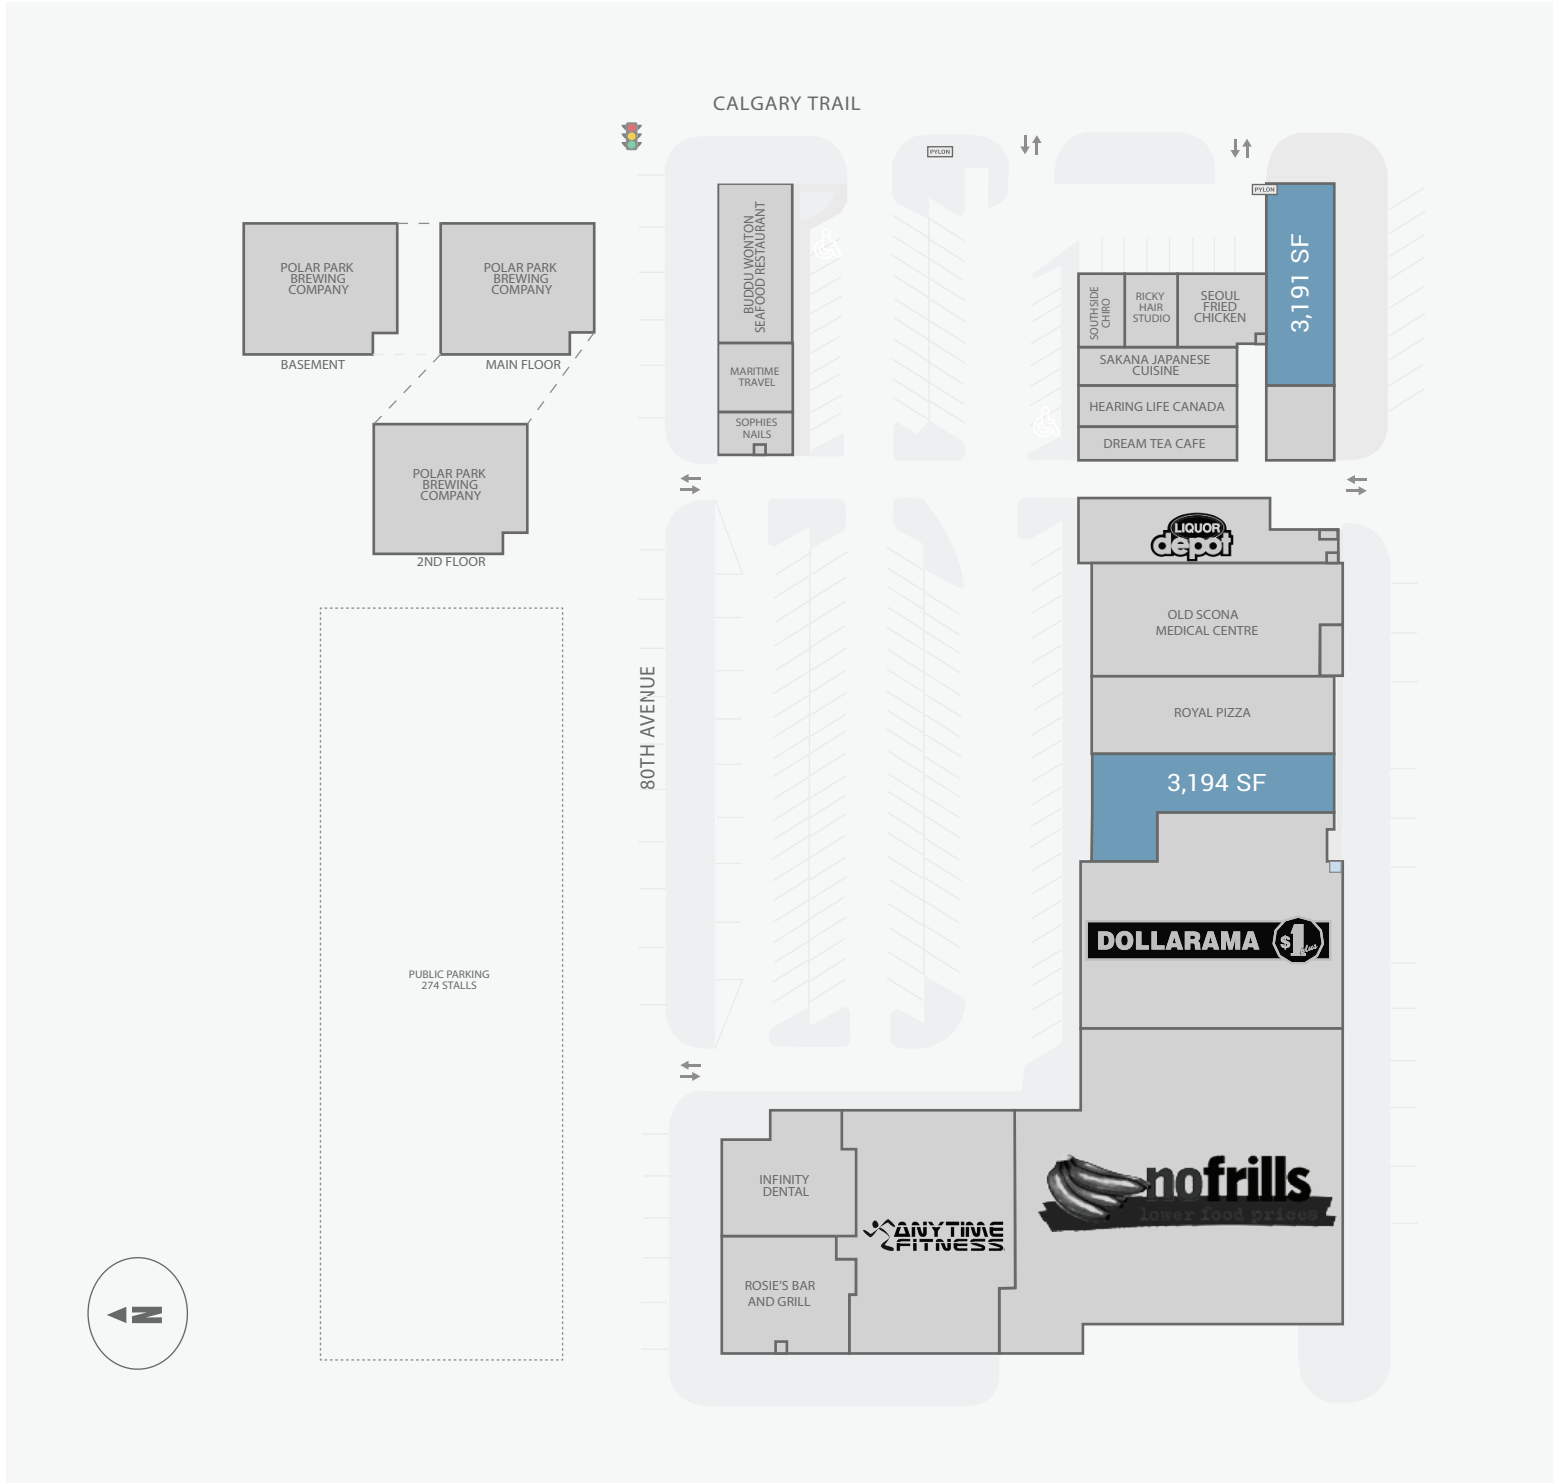 CALGARY TRAIL
PYLON
PYLON
BUDDU WONTON
SEAFOOD RESTAURANT
MARITIME
TRAVEL
SOPHIES
NAILS
POLAR PARK
BREWING
COMPANY
BASEMENT
POLAR PARK
BREWING
COMPANY
MAIN FLOOR
POLAR PARK
BREWING
COMPANY
2ND FLOOR
SOUTHSIDE
CHIRO
RICKY
HAIR
STUDIO
SEOUL
FRIED
CHICKEN
3,191 SF
SAKANA JAPANESE
CUISINE
HEARING LIFE CANADA
DREAM TEA CAFE
LIQUOR
depot
OLD SCONA
MEDICAL CENTRE
ROYAL PIZZA
3,194 SF
80TH AVENUE
DOLLARAMA $1 plus
PUBLIC PARKING
274 STALLS
INFINITY
DENTAL
ANYTIME
FITNESS
nofrills
lower food prices
ROSIE'S BAR
AND GRILL
N